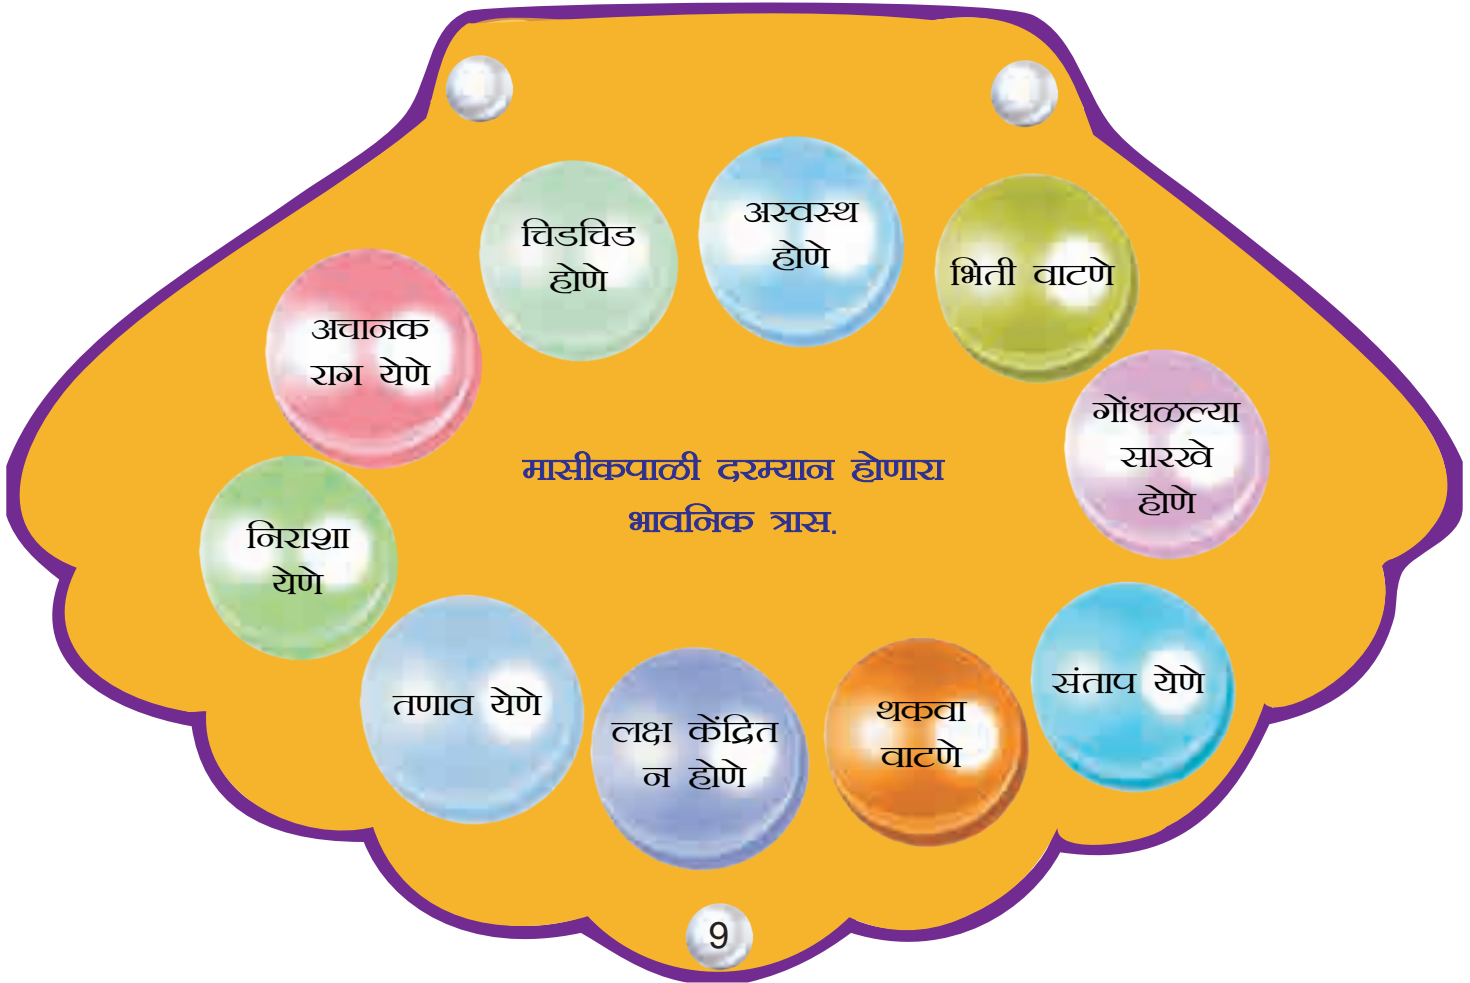 अस्वस्थ
होणे
चिडचिड
होणे
भिती वाटणे
अचानक
राग येणे
गोंधळल्या
सारखे
होणे
मासीकपाळी दरम्यान होणारा
भावनिक त्रास.
निराशा
येणे
संताप येणे
तणाव येणे
लक्ष केंद्रित
न होणे
थकवा
वाटणे
9